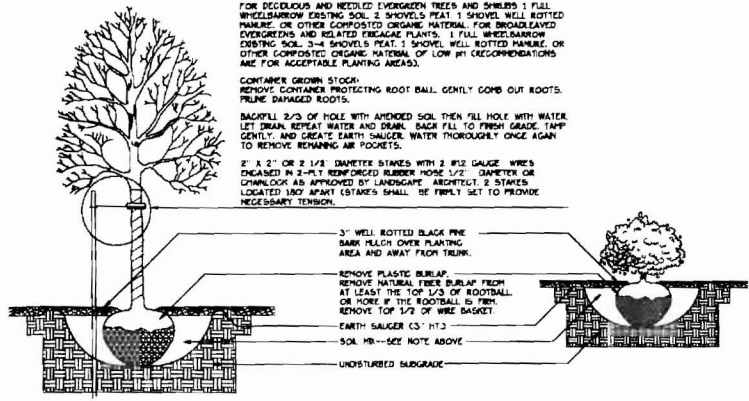 FOR DECIDUOUS AND NEEDLED EVERGREEN TREES AND SHRUBS 1 FULL
WHEELBARROW EXISTING SOIL, 2 SHOVELS PEAT, 1 SHOVEL WELL ROTTED
MANURE, OR OTHER COMPOSTED ORGANIC MATERIAL. FOR BROADLEAVED
EVERGREENS AND RELATED ERICACAE PLANTS, 1 FULL WHEELBARROW
EXISTING SOIL, 3-4 SHOVELS PEAT, 1 SHOVEL WELL ROTTED MANURE, OR
OTHER COMPOSTED ORGANIC MATERIAL OF LOW pH (RECOMMENDATIONS
ARE FOR ACCEPTABLE PLANTING AREAS).
CONTAINER GROWN STOCK:
REMOVE CONTAINER PROTECTING ROOT BALL. GENTLY COMB OUT ROOTS.
PRUNE DAMAGED ROOTS.
BACKFILL 2/3 OF HOLE WITH AMENDED SOIL THEN FILL HOLE WITH WATER.
LET DRAIN. REPEAT WATER AND DRAIN. BACK FILL TO FINISH GRADE. TAMP
GENTLY, AND CREATE EARTH SAUCER. WATER THOROUGHLY ONCE AGAIN
TO REMOVE REMAINING AIR POCKETS.
2" X 2" OR 2 1/2" DIAMETER STAKES WITH 2 #12 GAUGE WIRES
ENCASED IN 2-PLY REINFORCED RUBBER HOSE 1/2" DIAMETER OR
CHAINLOCK AS APPROVED BY LANDSCAPE ARCHITECT. 2 STAKES
LOCATED 180° APART (STAKES SHALL BE FIRMLY SET TO PROVIDE
NECESSARY TENSION.
3" WELL ROTTED BLACK PINE
BARK MULCH OVER PLANTING
AREA AND AWAY FROM TRUNK.
REMOVE PLASTIC BURLAP.
REMOVE NATURAL FIBER BURLAP FROM
AT LEAST THE TOP 1/3 OF ROOTBALL,
OR MORE IF THE ROOTBALL IS FIRM.
REMOVE TOP 1/2 OF WIRE BASKET.
EARTH SAUCER (3" HT.)
SOIL MIX--SEE NOTE ABOVE
UNDISTURBED SUBGRADE